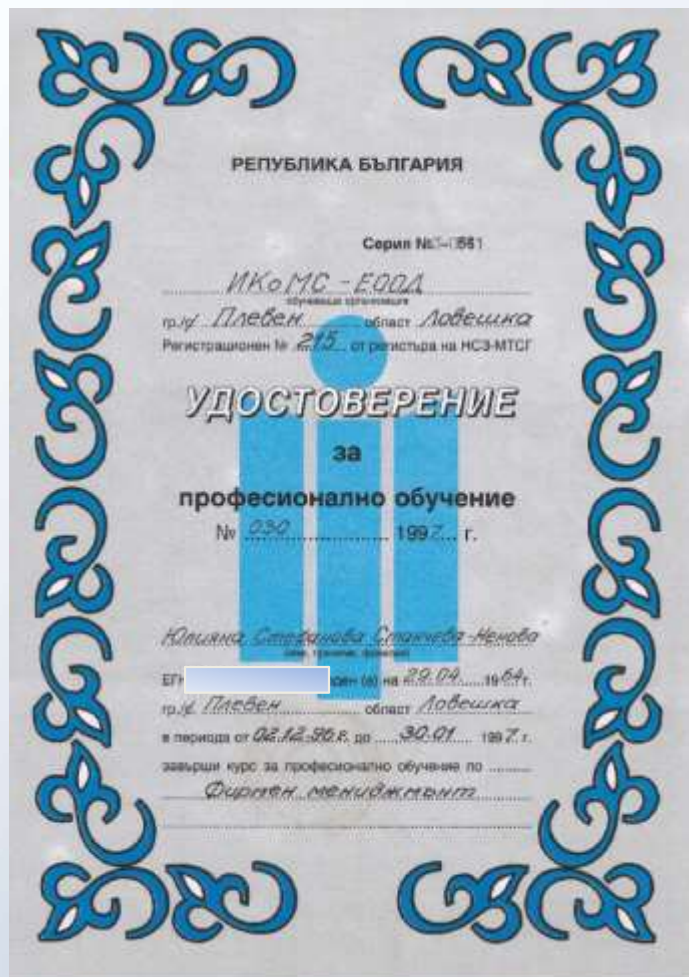 РЕПУБЛИКА БЪЛГАРИЯ
Серия №
ИКоМС - ЕООД
обучаваща организация
гр./с/ Плевен област Ловешка
Регистрационен № 215 от регистъра на НСЗ-МТСГ
УДОСТОВЕРЕНИЕ
за
професионално обучение
№ 030 1997 г.
Юлияна Стефанова Станчева-Ненова
(име, презиме, фамилия)
ЕГН ден (а) на 29.04. 1964г.
гр./с/ Плевен област Ловешка
в периода от 02.12.96 г. до 30.01 1997 г.
завърши курс за професионално обучение по
Фирмен мениджмънт